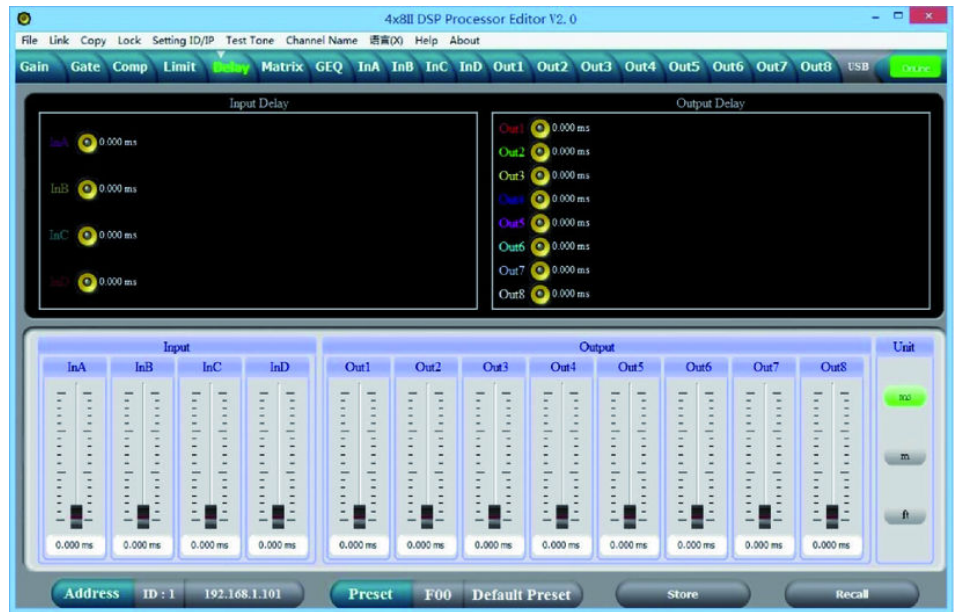 4x8II DSP Processor Editor V2.0
File Link Copy Lock Setting ID/IP Test Tone Channel Name 语言(X) Help About
Gain Gate Comp Limit Delay Matrix GEQ InA InB InC InD Out1 Out2 Out3 Out4 Out5 Out6 Out7 Out8 USB Online
Input Delay
InA 0.000 ms
InB 0.000 ms
InC 0.000 ms
InD 0.000 ms
Output Delay
Out1 0.000 ms
Out2 0.000 ms
Out3 0.000 ms
Out4 0.000 ms
Out5 0.000 ms
Out6 0.000 ms
Out7 0.000 ms
Out8 0.000 ms
Input Output Unit
InA InB InC InD Out1 Out2 Out3 Out4 Out5 Out6 Out7 Out8
ms
m
ft
0.000 ms 0.000 ms 0.000 ms 0.000 ms 0.000 ms 0.000 ms 0.000 ms 0.000 ms 0.000 ms 0.000 ms 0.000 ms 0.000 ms
Address ID : 1 192.168.1.101 Preset F00 Default Preset Store Recall